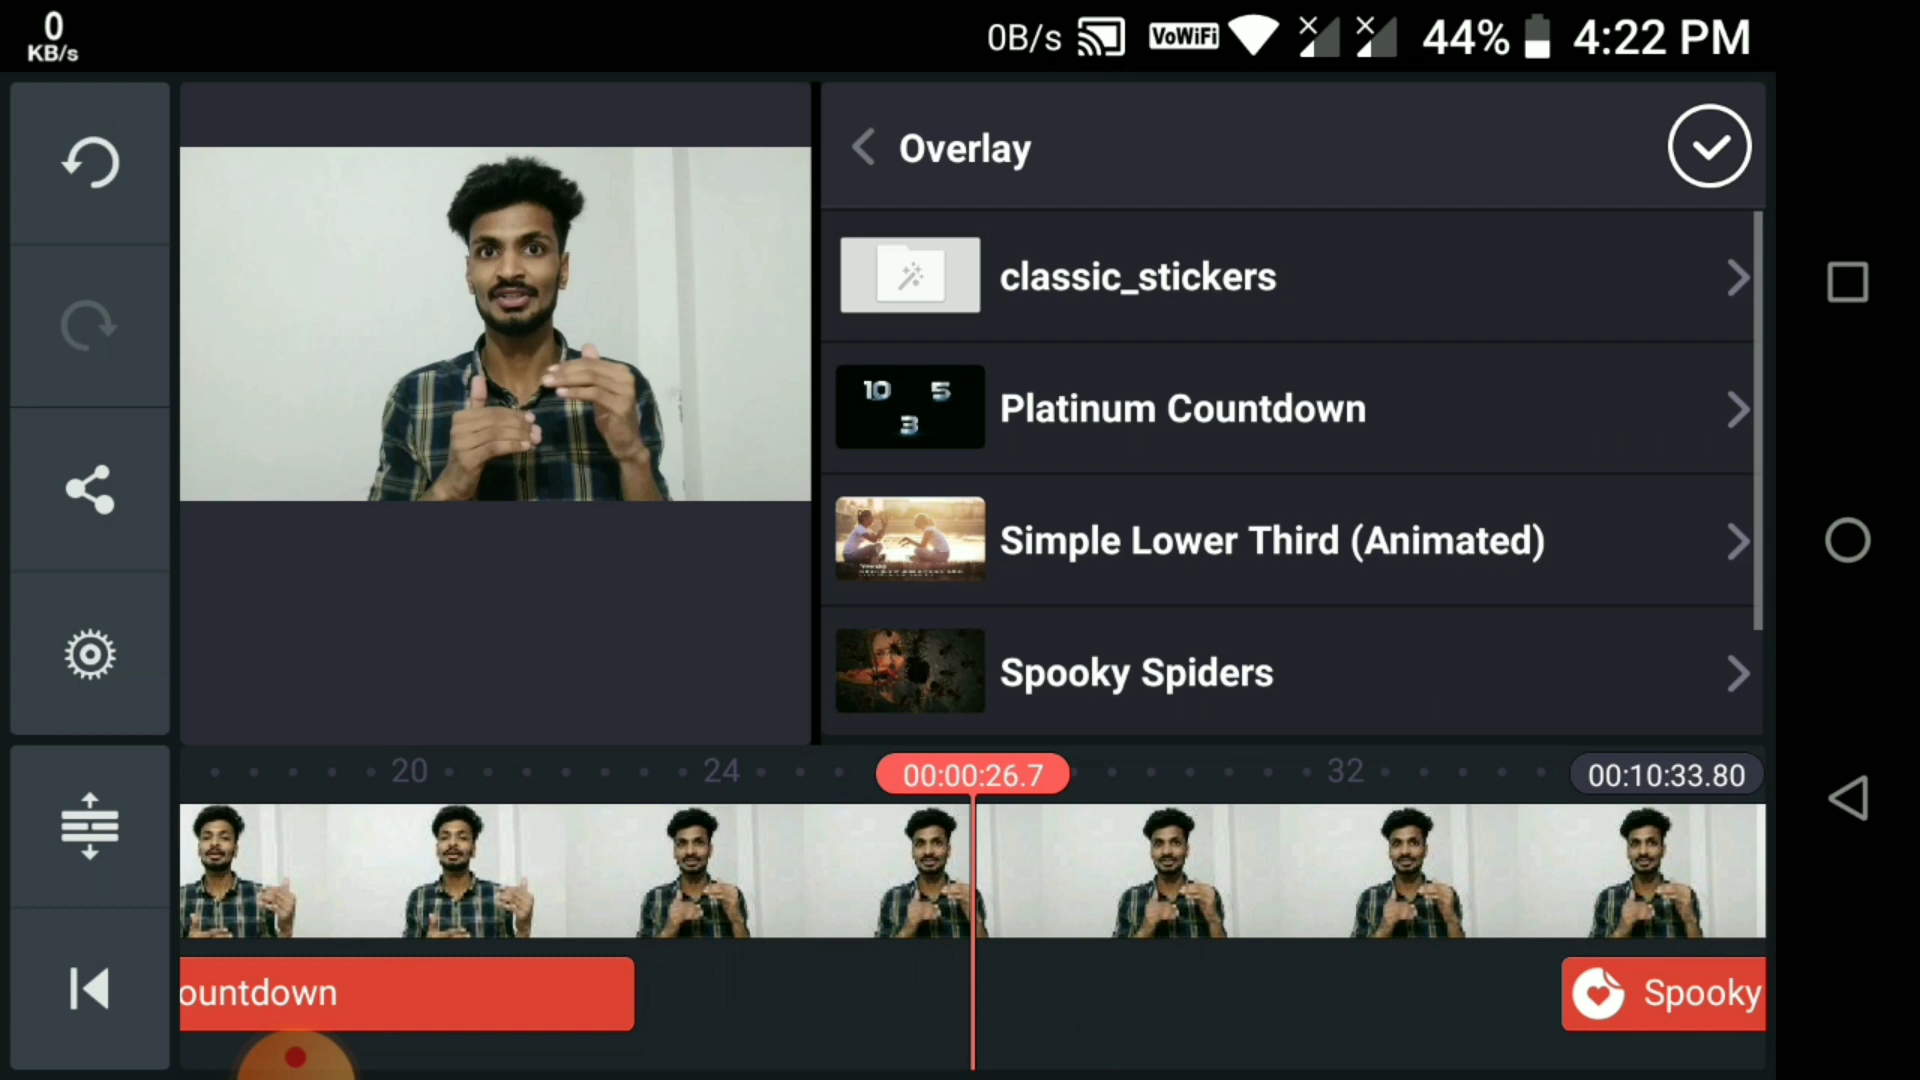 0
KB/s
0B/s VoWiFi 44% 4:22 PM
Overlay
classic_stickers
10 5
3
Platinum Countdown
Simple Lower Third (Animated)
Spooky Spiders
20 24 00:00:26.7 32 00:10:33.80
ountdown
Spooky